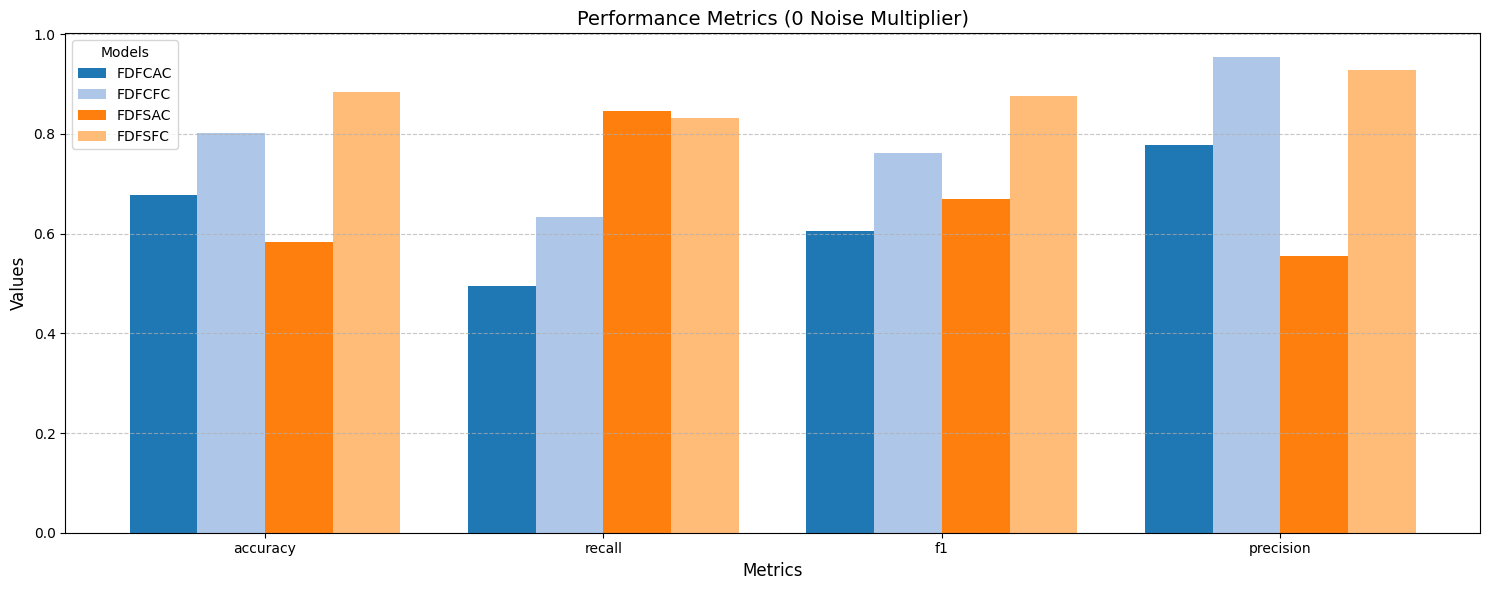 Performance Metrics (0 Noise Multiplier)
Models
FDFCAC
FDFCFC
FDFSAC
FDFSFC
Values
1.0
0.8
0.6
0.4
0.2
0.0
accuracy
recall
f1
precision
Metrics